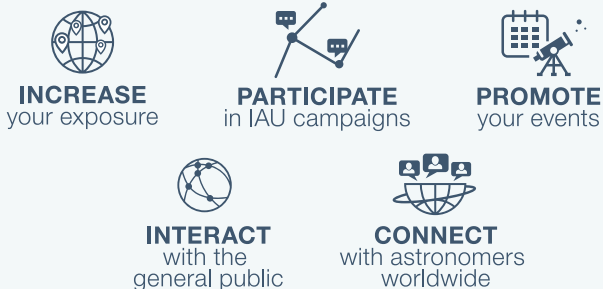 INCREASE
your exposure
PARTICIPATE
in IAU campaigns
PROMOTE
your events
INTERACT
with the
general public
CONNECT
with astronomers
worldwide